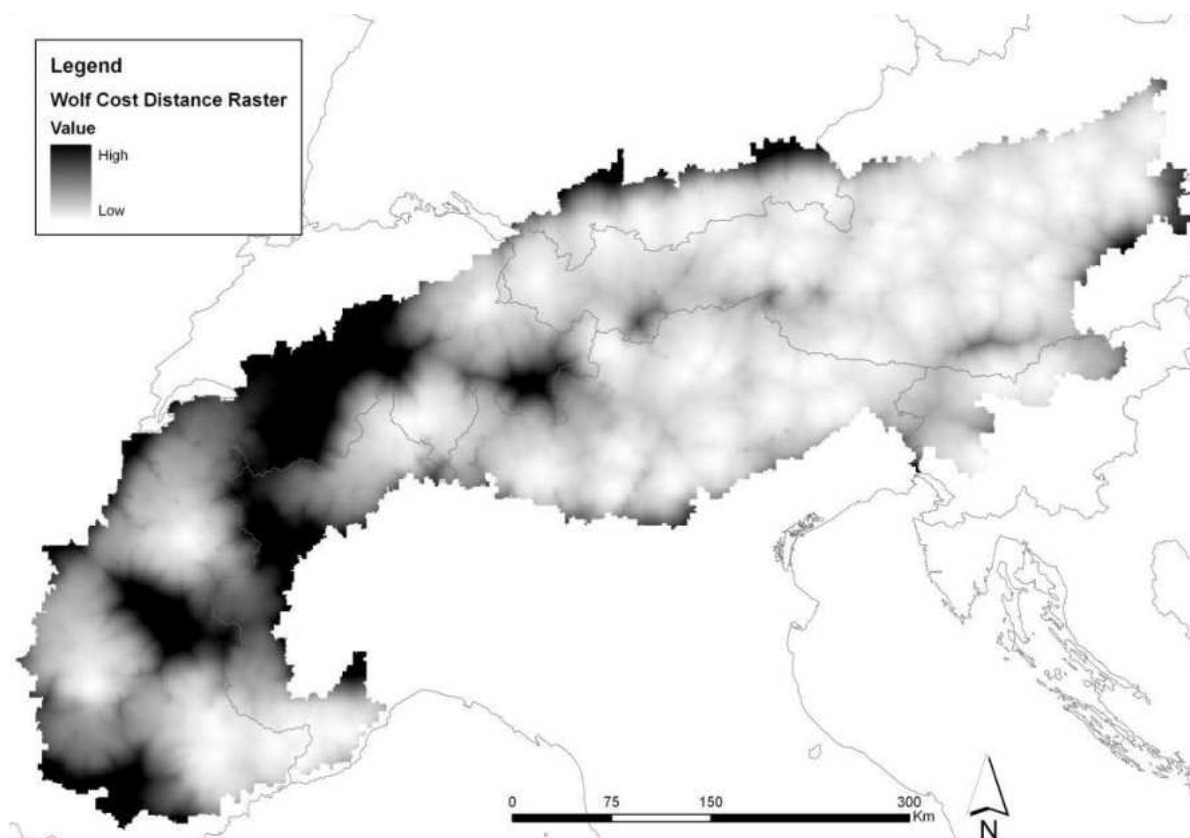 Legend
Wolf Cost Distance Raster
Value
High
Low
0 75 150 300
Km
N